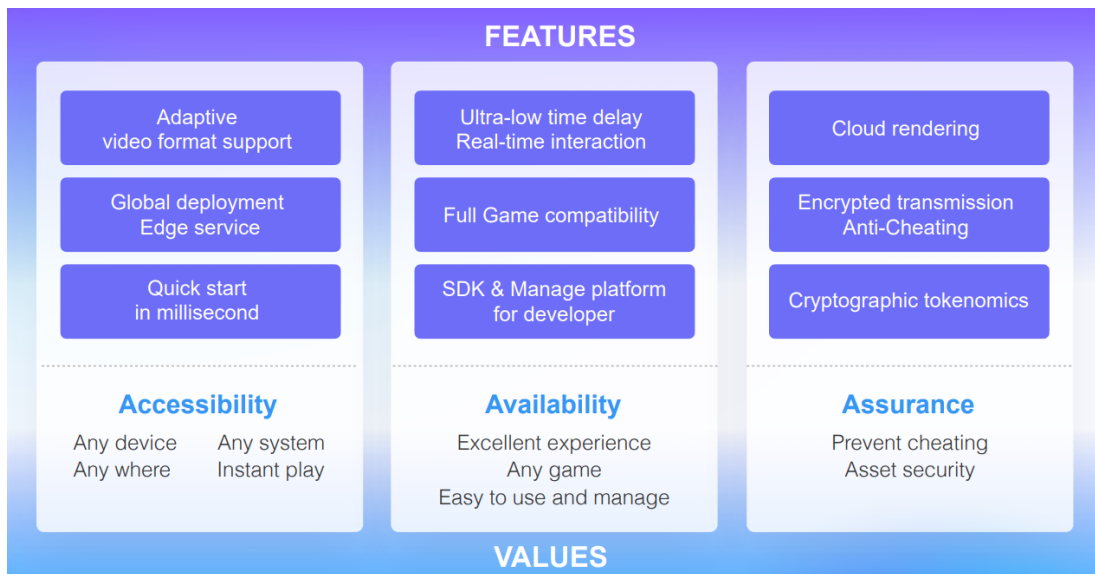 FEATURES
Adaptive
video format support
Global deployment
Edge service
Quick start
in millisecond
Accessibility
Any device Any system
Any where Instant play
Ultra-low time delay
Real-time interaction
Full Game compatibility
SDK & Manage platform
for developer
Availability
Excellent experience
Any game
Easy to use and manage
Cloud rendering
Encrypted transmission
Anti-Cheating
Cryptographic tokenomics
Assurance
Prevent cheating
Asset security
VALUES